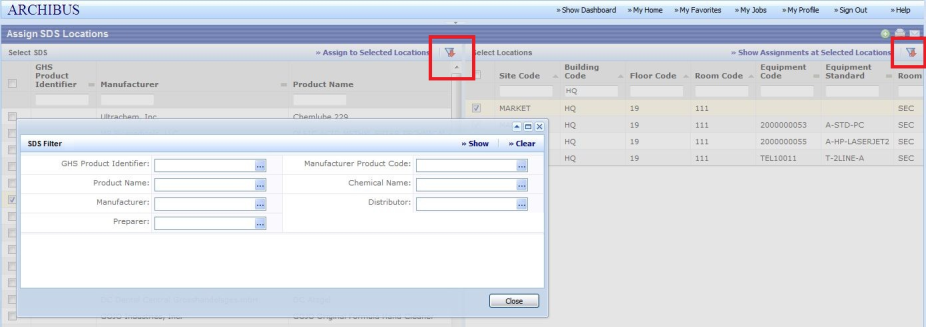 ARCHIBUS
» Show Dashboard » My Home » My Favorites » My Jobs » My Profile » Sign Out » Help
Assign SDS Locations
Select SDS » Assign to Selected Locations
GHS Product Identifier Manufacturer Product Name
Ultrachem, Inc. Chemlube 229
Select Locations » Show Assignments at Selected Locations
Site Code Building Code Floor Code Room Code Equipment Code Equipment Standard Room
HQ
MARKET HQ 19 111 SEC
HQ 19 111 2000000053 A-STD-PC SEC
HQ 19 111 2000000055 A-HP-LASERJET2 SEC
HQ 19 111 TEL10011 T-2LINE-A SEC
SDS Filter » Show » Clear
GHS Product Identifier: ... Manufacturer Product Code: ...
Product Name: ... Chemical Name: ...
Manufacturer: ... Distributor: ...
Preparer: ...
Close